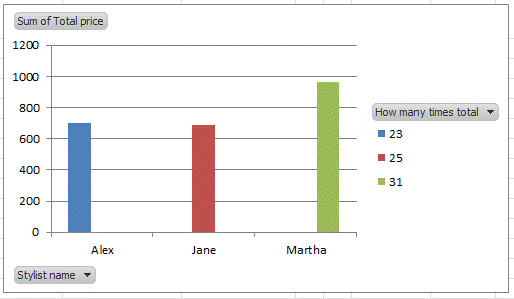 Sum of Total price
1200
1000
800
600
400
200
0
Alex Jane Martha
How many times total
23
25
31
Stylist name